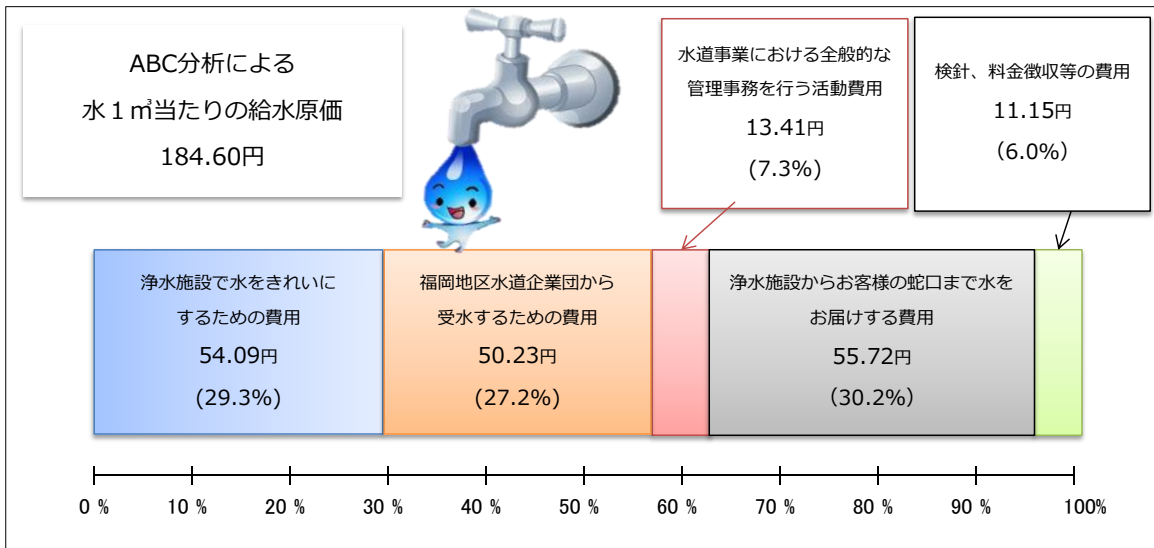 ABC分析による
水１㎥当たりの給水原価
184.60円
水道事業における全般的な
管理事務を行う活動費用
13.41円
(7.3%)
検針、料金徴収等の費用
11.15円
（6.0%）
浄水施設で水をきれいに
するための費用
54.09円
(29.3%)
福岡地区水道企業団から
受水するための費用
50.23円
(27.2%)
浄水施設からお客様の蛇口まで水を
お届けする費用
55.72円
（30.2%）
0 % 10 % 20 % 30 % 40 % 50 % 60 % 70 % 80 % 90 % 100%